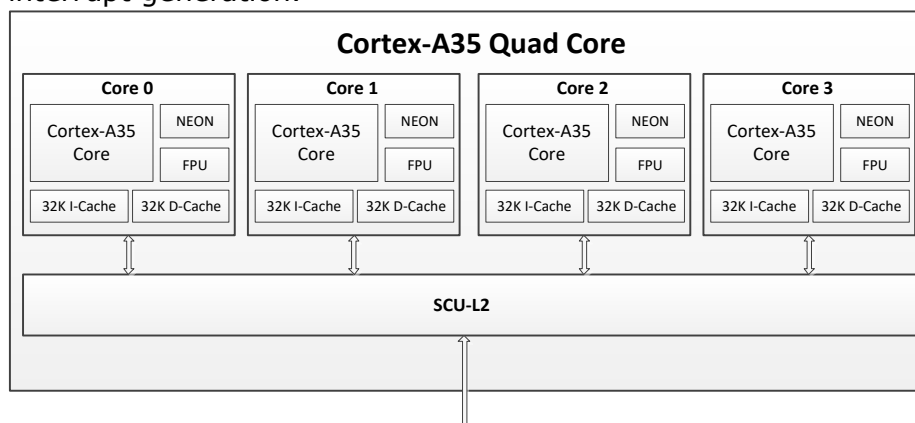 interrupt generation.
Cortex-A35 Quad Core
Core 0
Cortex-A35
Core
NEON
FPU
32K I-Cache
32K D-Cache
Core 1
Cortex-A35
Core
NEON
FPU
32K I-Cache
32K D-Cache
Core 2
Cortex-A35
Core
NEON
FPU
32K I-Cache
32K D-Cache
Core 3
Cortex-A35
Core
NEON
FPU
32K I-Cache
32K D-Cache
SCU-L2